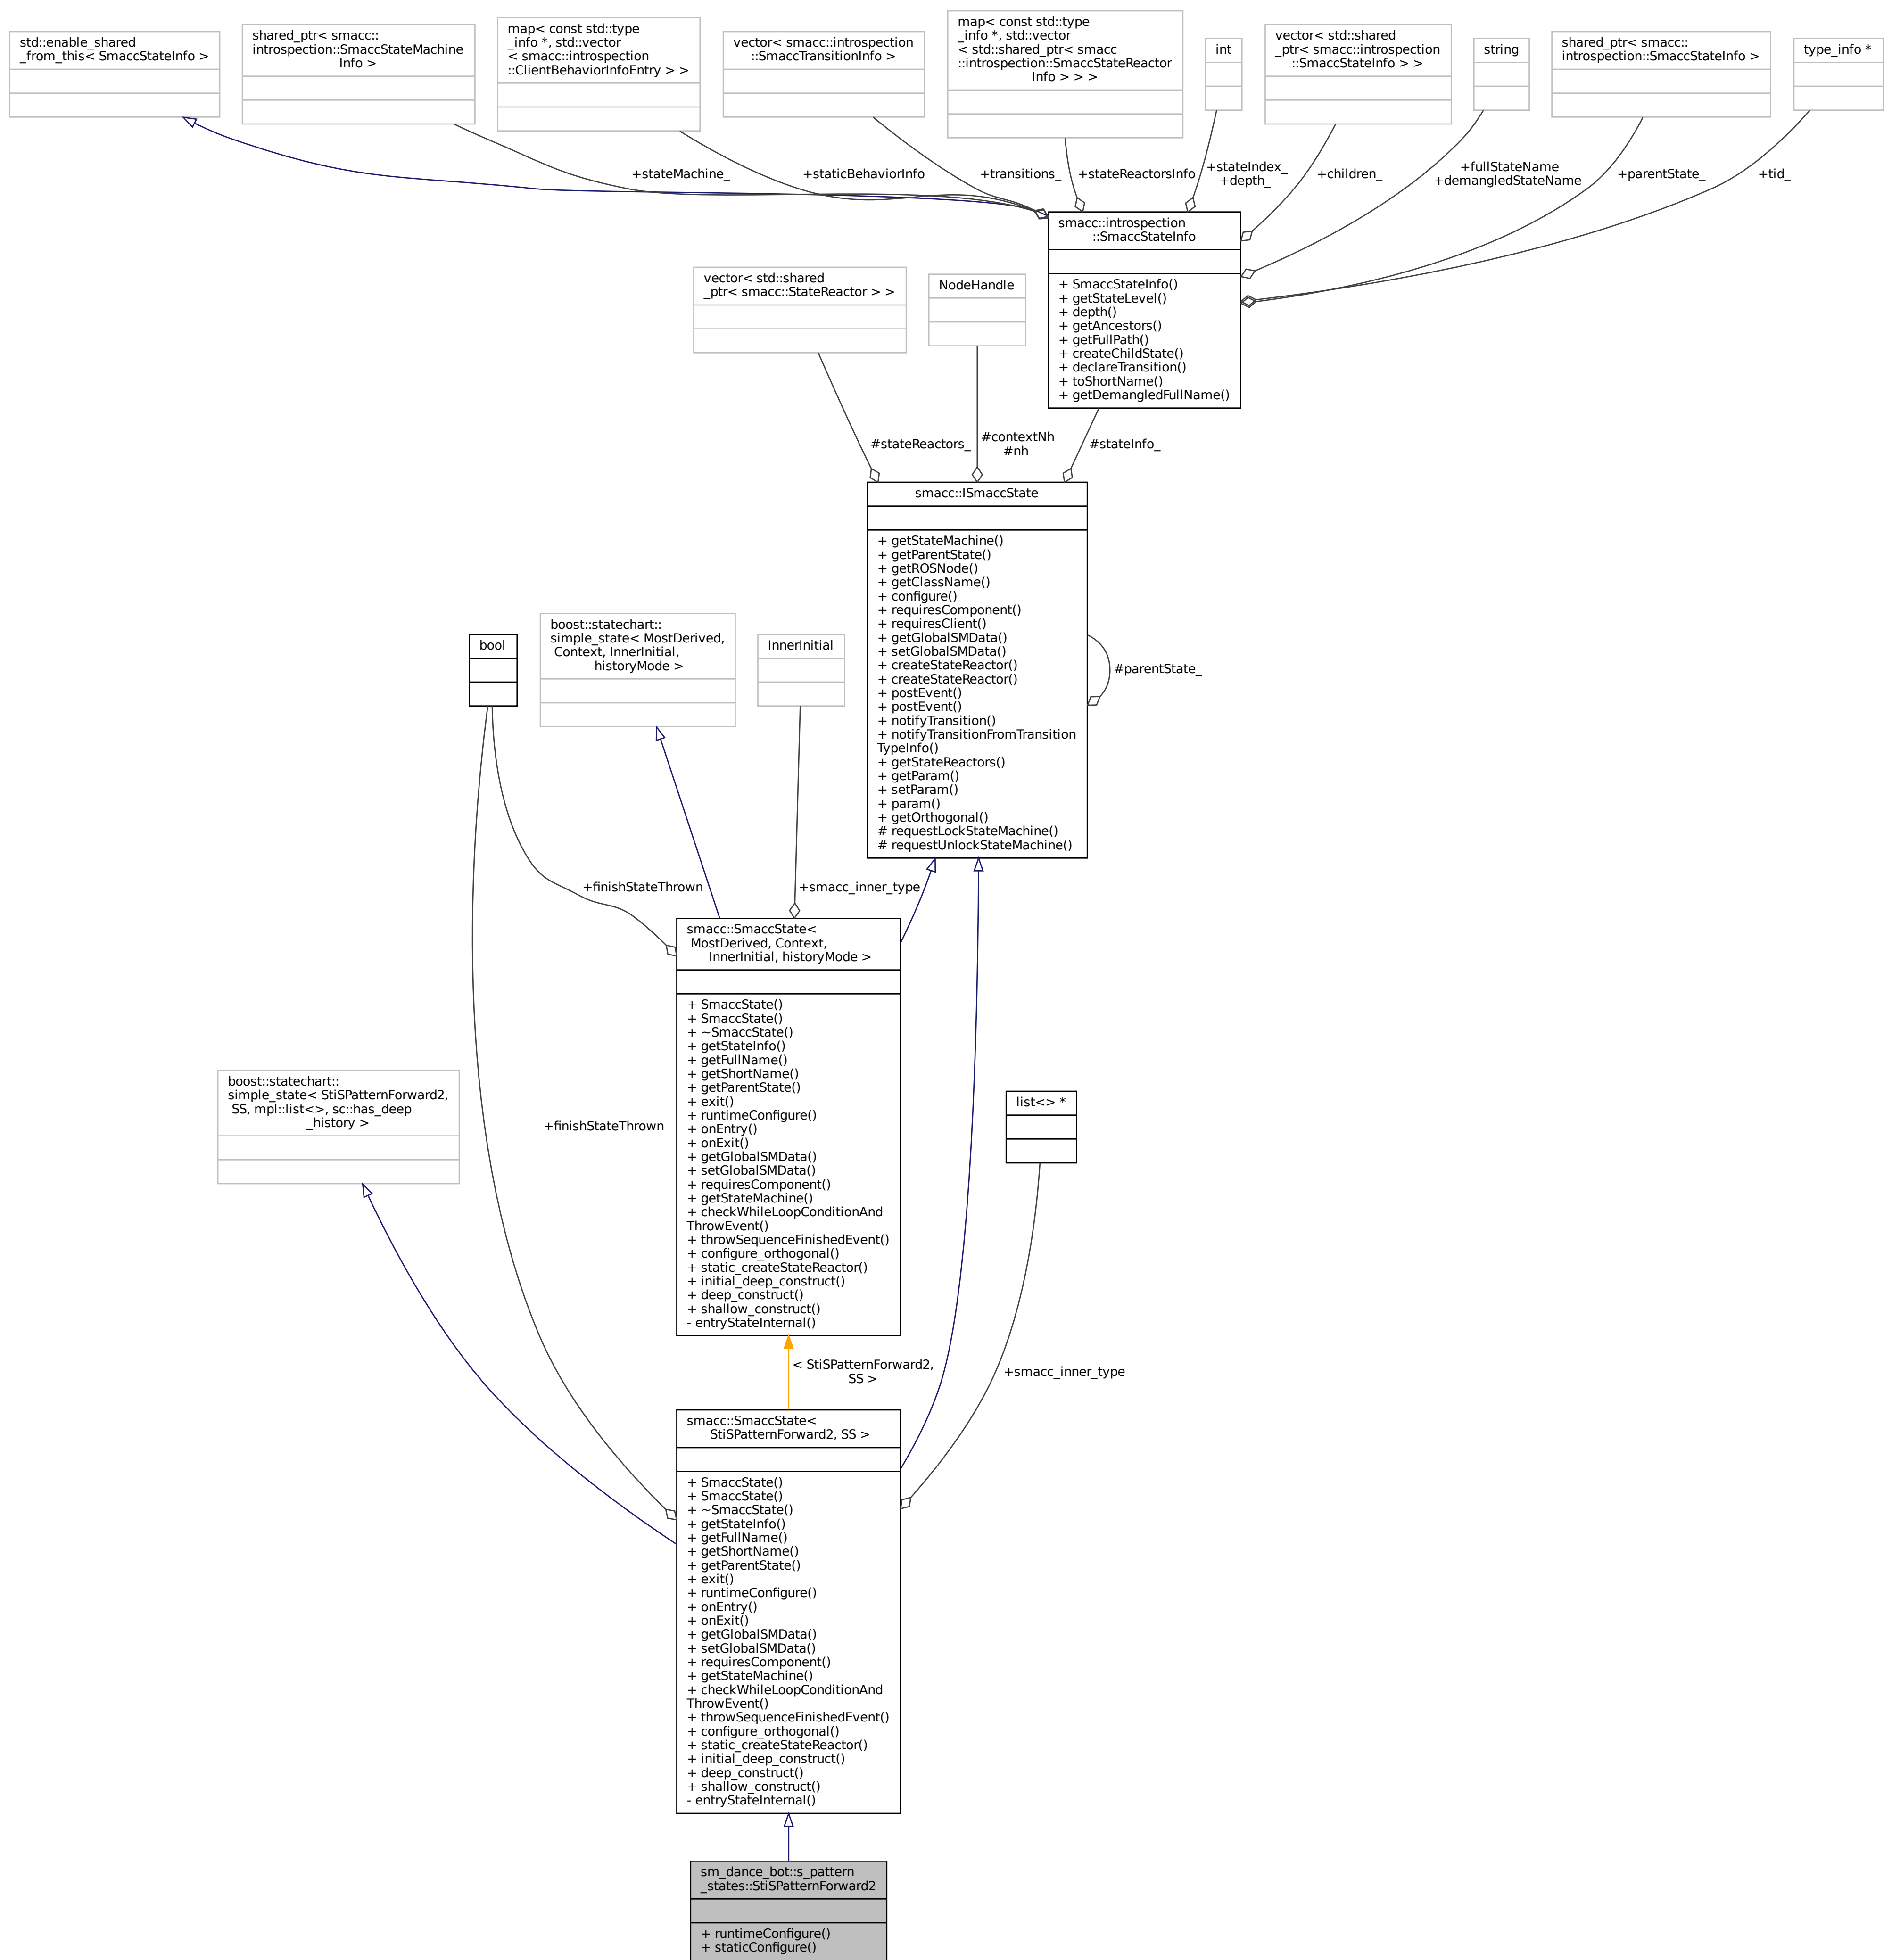 std::enable_shared
_from_this< SmaccStateInfo >
shared_ptr< smacc::
introspection::SmaccStateMachine
Info >
map< const std::type
_info *, std::vector
< smacc::introspection
::ClientBehaviorInfoEntry > >
vector< smacc::introspection
::SmaccTransitionInfo >
map< const std::type
_info *, std::vector
< std::shared_ptr< smacc
::introspection::SmaccStateReactor
Info > > >
int
vector< std::shared
_ptr< smacc::introspection
::SmaccStateInfo > >
string
shared_ptr< smacc::
introspection::SmaccStateInfo >
type_info *
+stateMachine_
+staticBehaviorInfo
+transitions_
+stateReactorsInfo
+stateIndex_
+depth_
+children_
+fullStateName
+demangledStateName
+parentState_
+tid_
smacc::introspection
::SmaccStateInfo
+ SmaccStateInfo()
+ getStateLevel()
+ depth()
+ getAncestors()
+ getFullPath()
+ createChildState()
+ declareTransition()
+ toShortName()
+ getDemangledFullName()
vector< std::shared
_ptr< smacc::StateReactor > >
NodeHandle
#stateReactors_
#contextNh
#nh
#stateInfo_
smacc::ISmaccState
+ getStateMachine()
+ getParentState()
+ getROSNode()
+ getClassName()
+ configure()
+ requiresComponent()
+ requiresClient()
+ getGlobalSMData()
+ setGlobalSMData()
+ createStateReactor()
+ createStateReactor()
+ postEvent()
+ postEvent()
+ notifyTransition()
+ notifyTransitionFromTransition
TypeInfo()
+ getStateReactors()
+ getParam()
+ setParam()
+ param()
+ getOrthogonal()
# requestLockStateMachine()
# requestUnlockStateMachine()
#parentState_
bool
boost::statechart::
simple_state< MostDerived,
Context, InnerInitial,
historyMode >
InnerInitial
+finishStateThrown
+smacc_inner_type
smacc::SmaccState<
MostDerived, Context,
InnerInitial, historyMode >
+ SmaccState()
+ SmaccState()
+ ~SmaccState()
+ getStateInfo()
+ getFullName()
+ getShortName()
+ getParentState()
+ exit()
+ runtimeConfigure()
+ onEntry()
+ onExit()
+ getGlobalSMData()
+ setGlobalSMData()
+ requiresComponent()
+ getStateMachine()
+ checkWhileLoopConditionAnd
ThrowEvent()
+ throwSequenceFinishedEvent()
+ configure_orthogonal()
+ static_createStateReactor()
+ initial_deep_construct()
+ deep_construct()
+ shallow_construct()
- entryStateInternal()
boost::statechart::
simple_state< StiSPatternForward2,
SS, mpl::list<>, sc::has_deep
_history >
+finishStateThrown
list<> *
< StiSPatternForward2,
SS >
+smacc_inner_type
smacc::SmaccState<
StiSPatternForward2, SS >
+ SmaccState()
+ SmaccState()
+ ~SmaccState()
+ getStateInfo()
+ getFullName()
+ getShortName()
+ getParentState()
+ exit()
+ runtimeConfigure()
+ onEntry()
+ onExit()
+ getGlobalSMData()
+ setGlobalSMData()
+ requiresComponent()
+ getStateMachine()
+ checkWhileLoopConditionAnd
ThrowEvent()
+ throwSequenceFinishedEvent()
+ configure_orthogonal()
+ static_createStateReactor()
+ initial_deep_construct()
+ deep_construct()
+ shallow_construct()
- entryStateInternal()
sm_dance_bot::s_pattern
_states::StiSPatternForward2
+ runtimeConfigure()
+ staticConfigure()